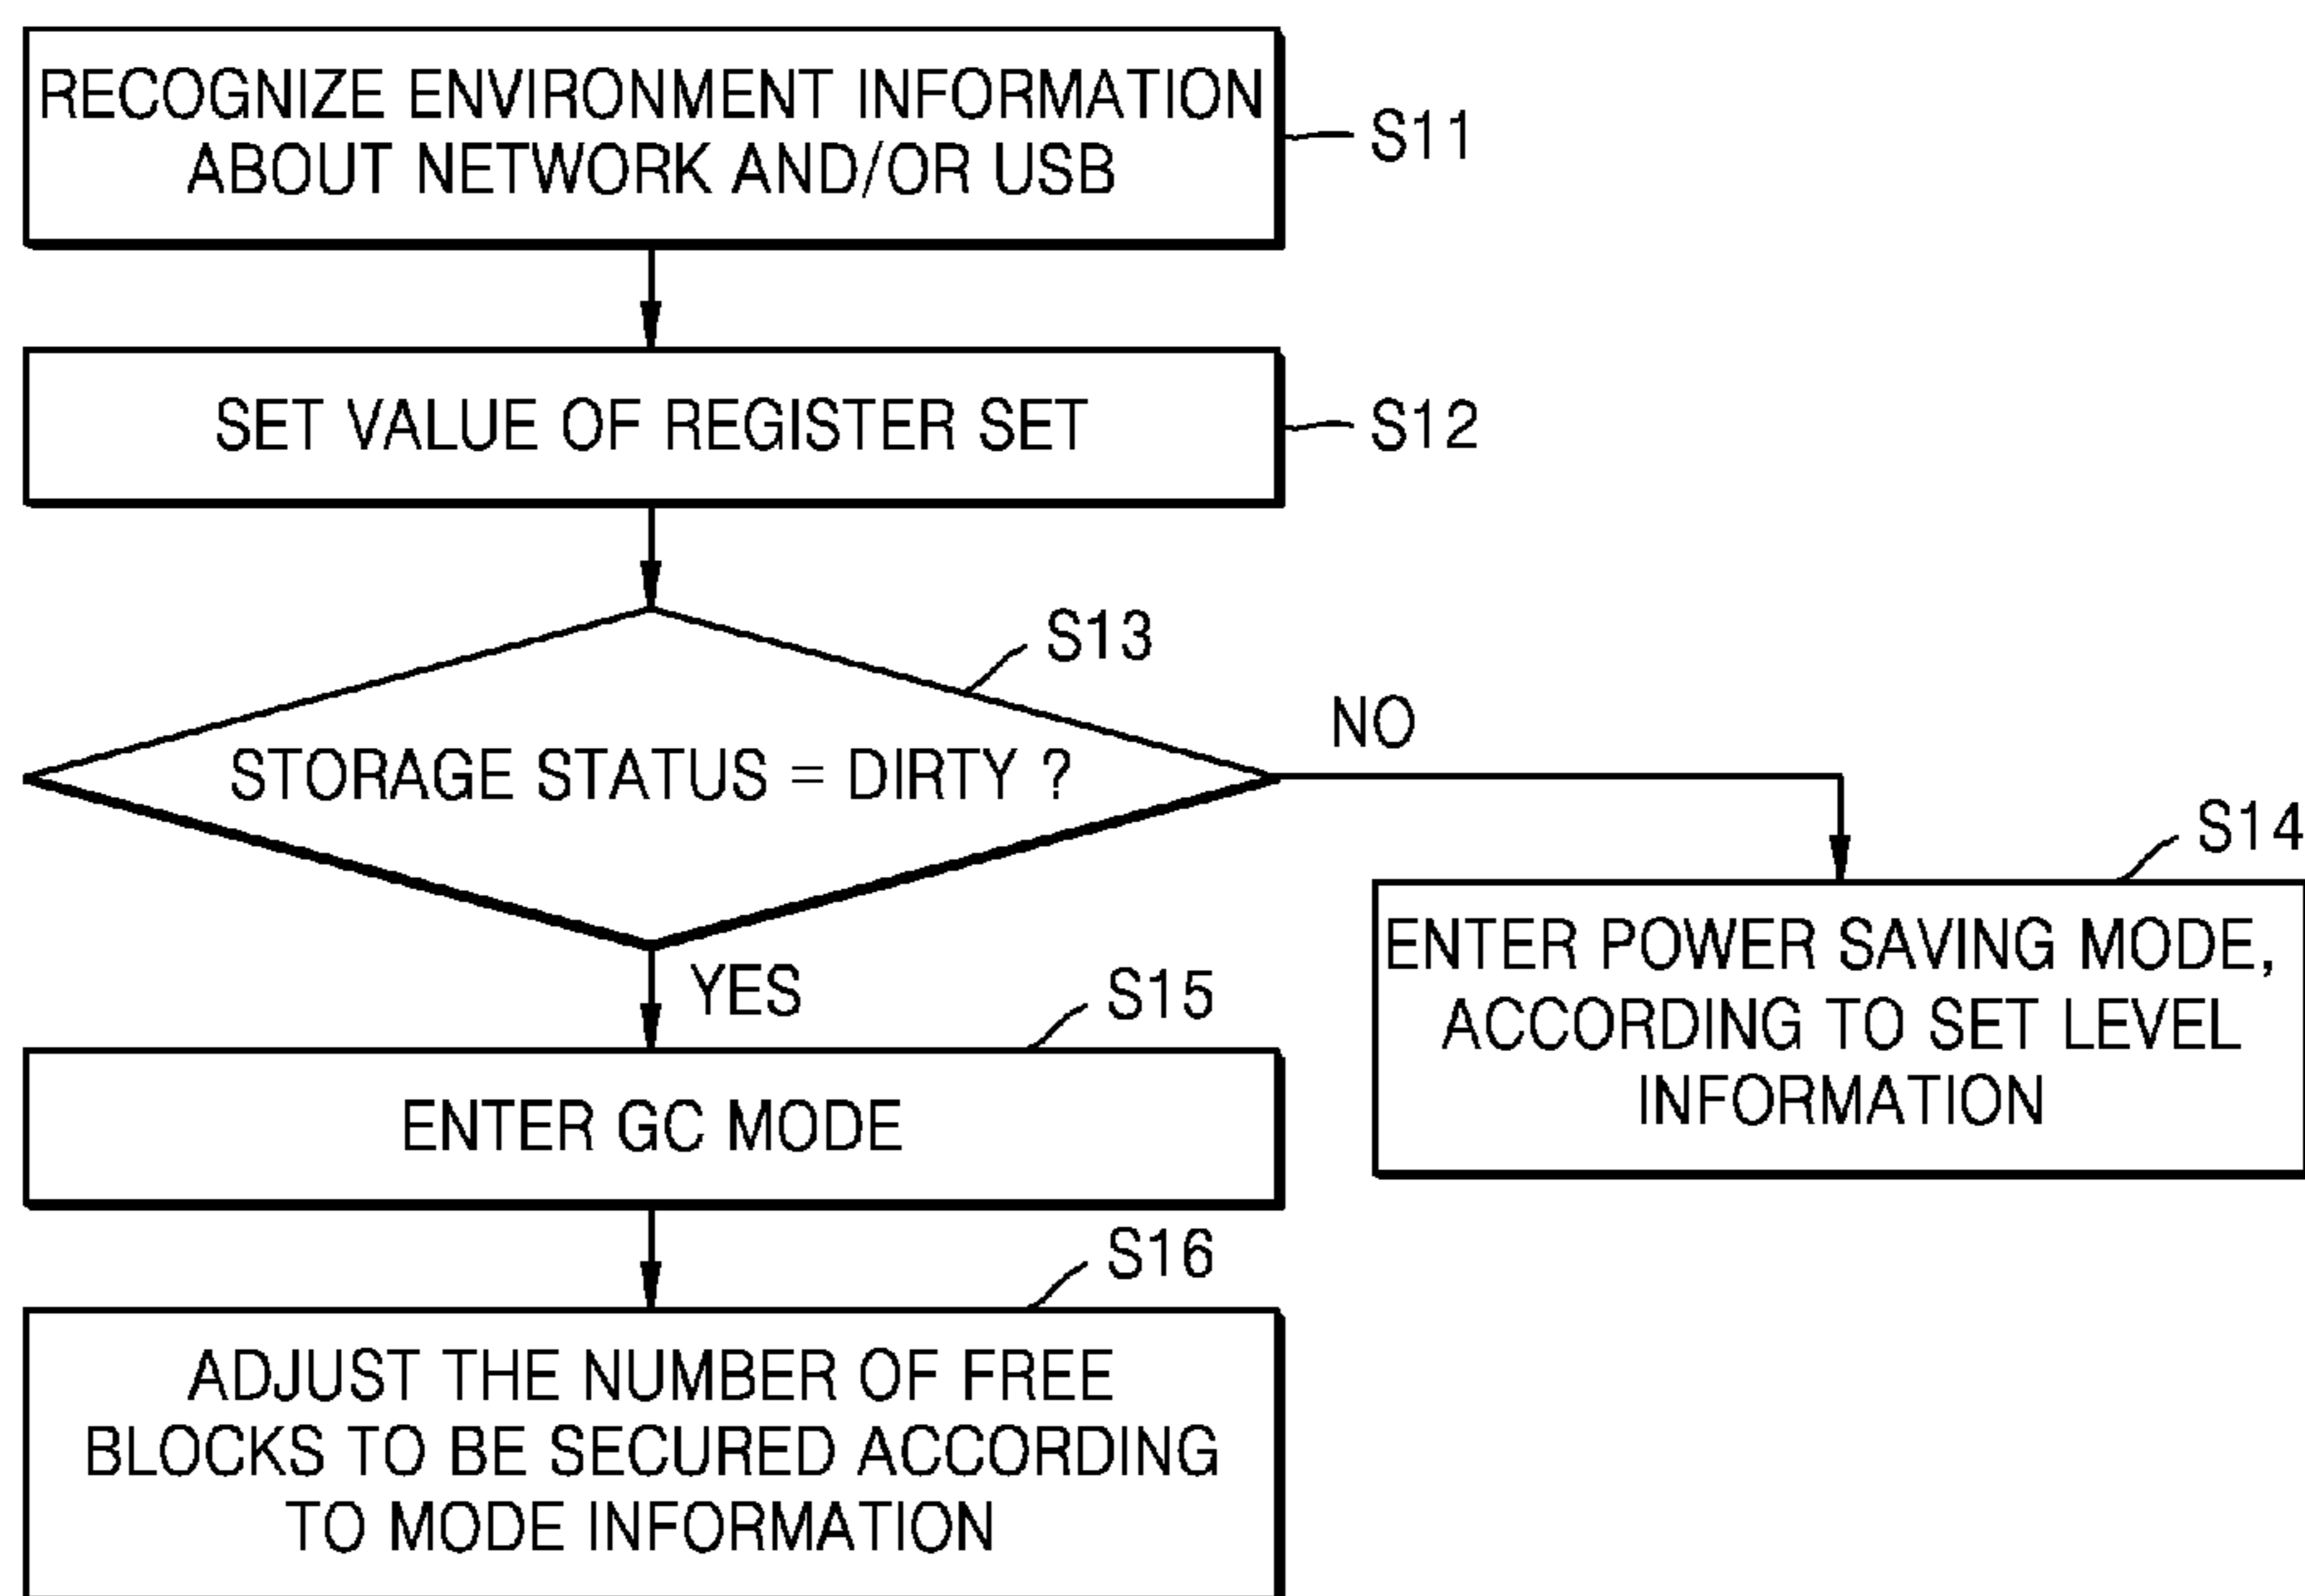 RECOGNIZE ENVIRONMENT INFORMATION
ABOUT NETWORK AND/OR USB
S11
SET VALUE OF REGISTER SET
S12
S13
STORAGE STATUS = DIRTY ?
NO
YES
S14
ENTER POWER SAVING MODE,
ACCORDING TO SET LEVEL
INFORMATION
S15
ENTER GC MODE
S16
ADJUST THE NUMBER OF FREE
BLOCKS TO BE SECURED ACCORDING
TO MODE INFORMATION